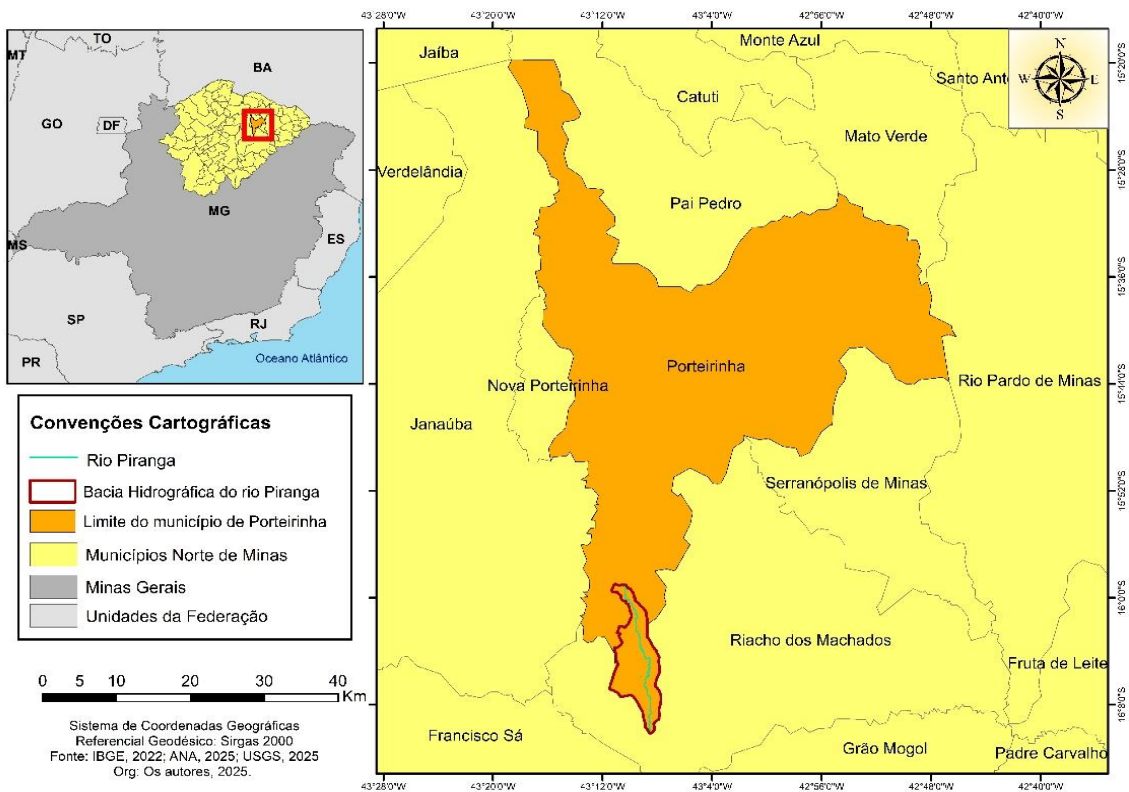 43°28'0"W 43°20'0"W 43°12'0"W 43°4'0"W 42°56'0"W 42°48'0"W 42°40'0"W
MT
TO
BA
GO
DF
MG
MS
ES
SP
RJ
PR
Oceano Atlântico
Convenções Cartográficas
Rio Piranga
Bacia Hidrográfica do rio Piranga
Limite do município de Porteirinha
Municípios Norte de Minas
Minas Gerais
Unidades da Federação
0 10 20 30 40
Km
Sistema de Coordenadas Geográficas
Referencial Geodésico: Sirgas 2000
Fonte: IBGE, 2022; ANA, 2025; USGS, 2025
Org: Os autores, 2025.
Jaíba
Monte Azul
Santo Ant
Catuti
Mato Verde
Verdelândia
Pai Pedro
Porteirinha
Nova Porteirinha
Rio Pardo de Minas
Janaúba
Serranópolis de Minas
Riacho dos Machados
Fruta de Leite
Francisco Sá
Grão Mogol
Padre Carvalho
N
W
E
S
15°20'0"S
15°28'0"S
15°36'0"S
15°44'0"S
15°52'0"S
16°0'0"S
16°8'0"S
43°28'0"W 43°20'0"W 43°12'0"W 43°4'0"W 42°56'0"W 42°48'0"W 42°40'0"W